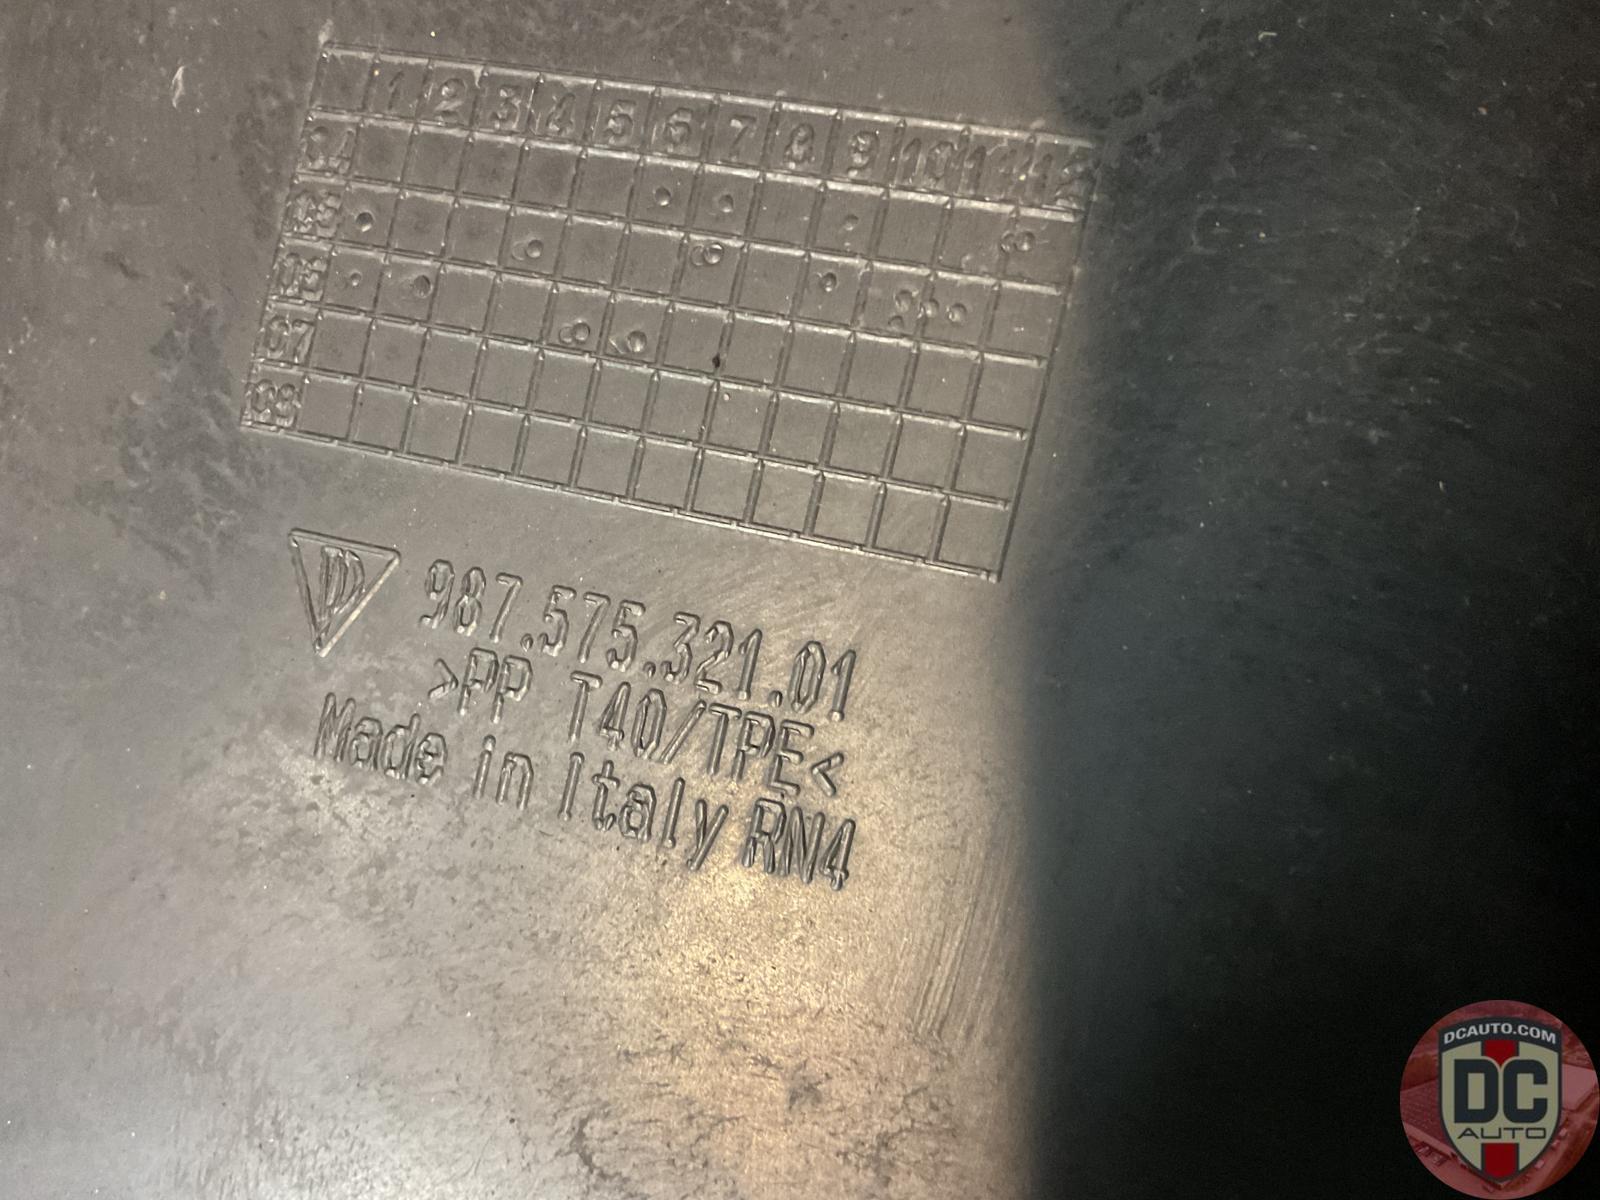 1 2 3 4 5 6 7 8 9 10 11 12
04
05
06
07
08
987.575.321.01
>PP T40/TPE<
Made in Italy RN4
DCAUTO.COM
DC
AUTO